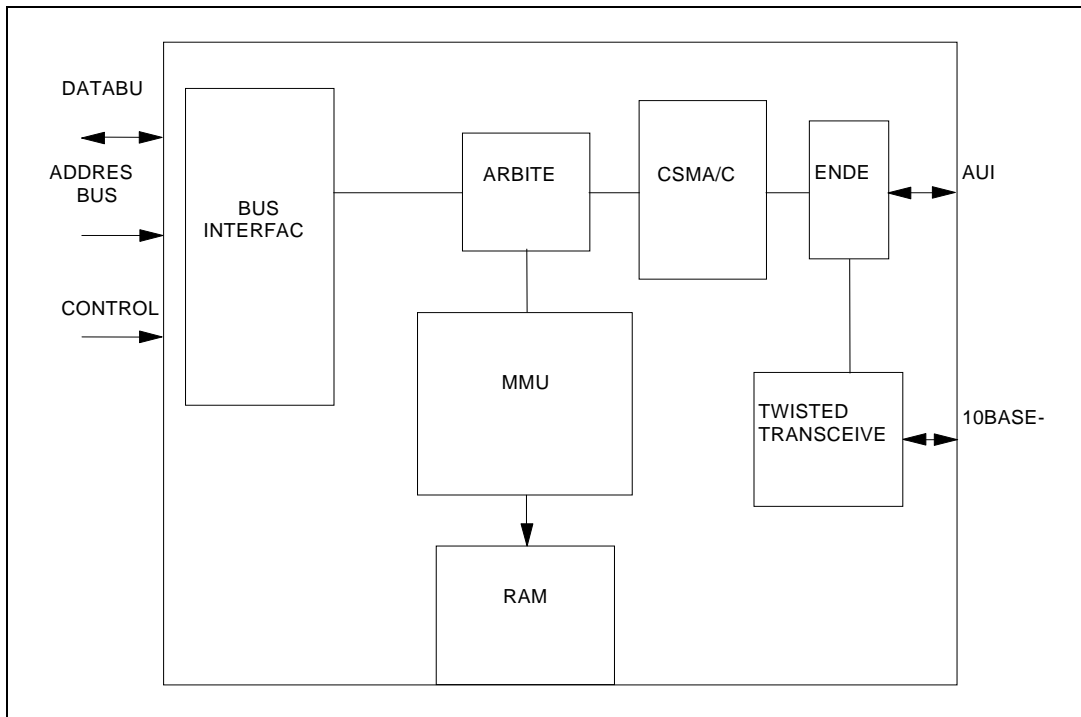 DATABU
ADDRES
BUS
CONTROL
BUS
INTERFAC
ARBITE
CSMA/C
ENDE
AUI
MMU
TWISTED
TRANSCEIVE
10BASE-
RAM